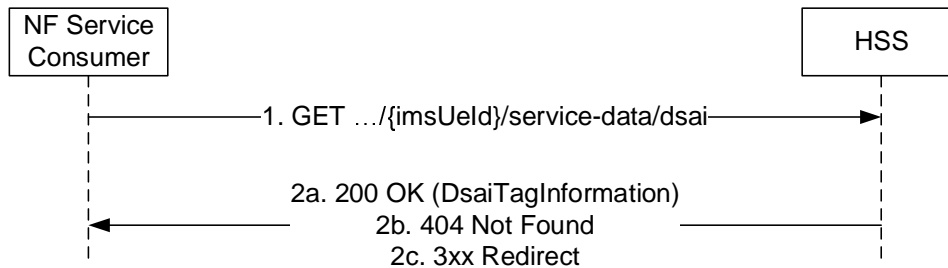 NF Service
Consumer
HSS
1. GET …/{imsUeId}/service-data/dsai
2a. 200 OK (DsaiTagInformation)
2b. 404 Not Found
2c. 3xx Redirect